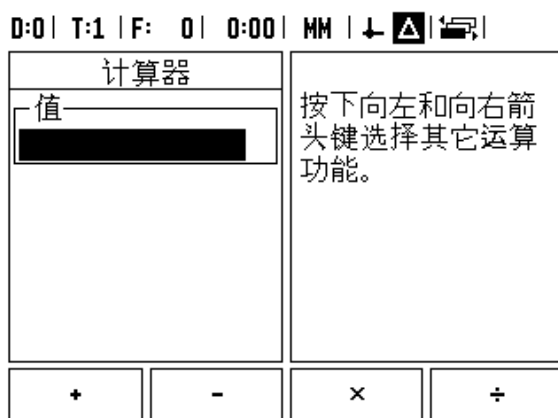 D:0 | T:1 | F: 0 | 0:00 | MM | Δ |
计算器
值
按下向左和向右箭
头键选择其它运算
功能。
+ - × ÷